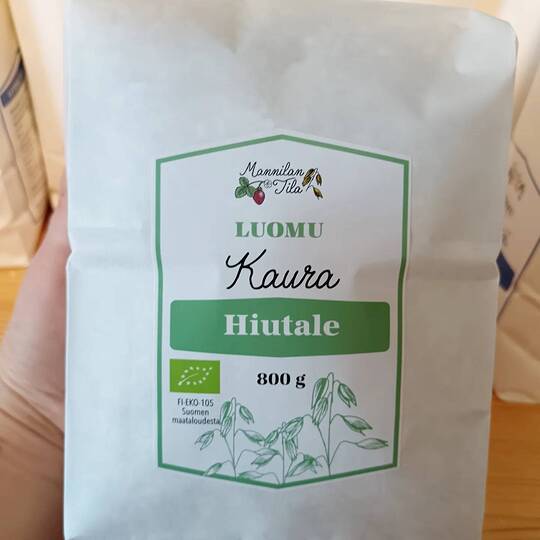 Mannilan
Tila
LUOMU
Kaura
Hiutale
800 g
FI-EKO-105
Suomen
maataloudesta